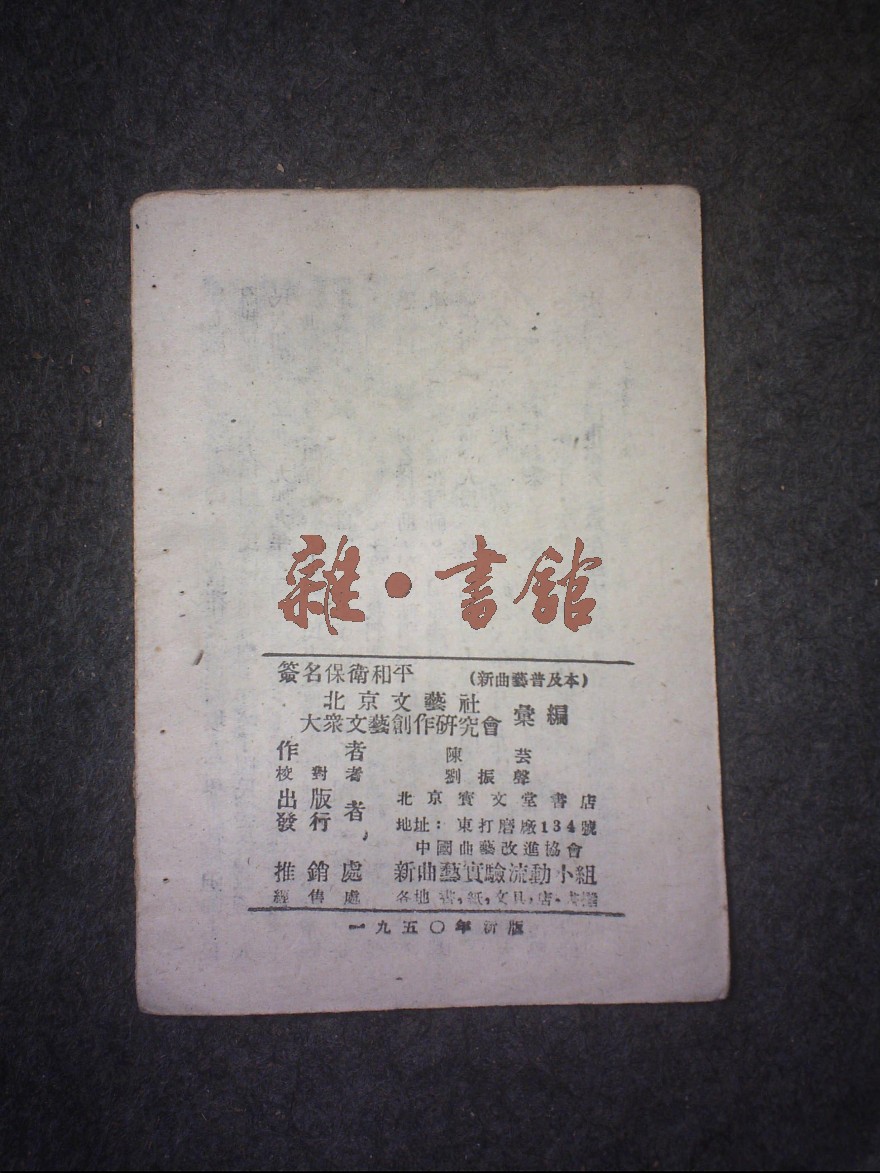 雜·書館
簽名保衛和平 (新曲藝普及本)
北京文藝社
大衆文藝創作研究會 彙編
作者 陳芸
校對者 劉振聲
出版 北京寶文堂書店
發行者 地址：東打磨廠134號
中國曲藝改進協會
推銷處 新曲藝實驗流動小組
經售處 各地書,紙,文具,店.書攤
一九五〇年新版